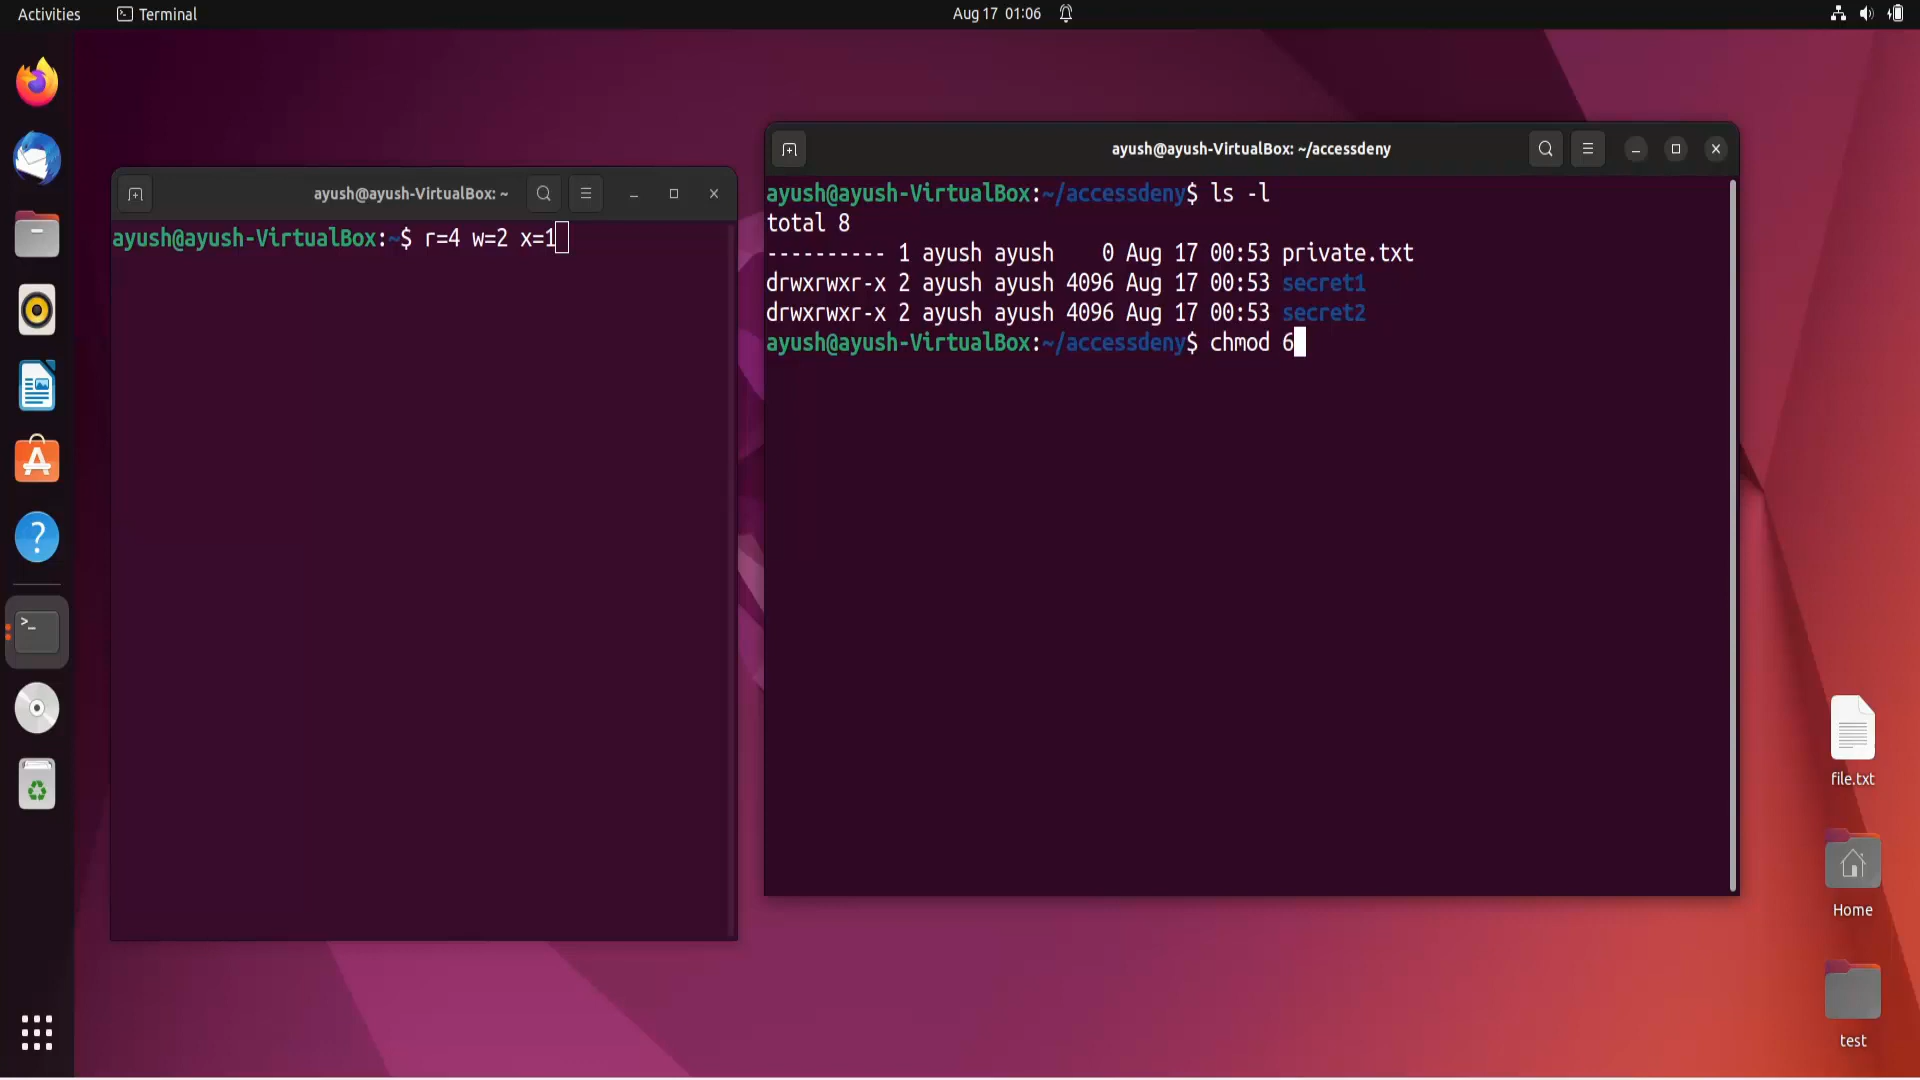 Activities
Terminal
Aug 17 01:06
ayush@ayush-VirtualBox: ~
ayush@ayush-VirtualBox:~$ r=4 w=2 x=1
ayush@ayush-VirtualBox: ~/accessdeny
ayush@ayush-VirtualBox:~/accessdeny$ ls -l
total 8
---------- 1 ayush ayush    0 Aug 17 00:53 private.txt
drwxrwxr-x 2 ayush ayush 4096 Aug 17 00:53 secret1
drwxrwxr-x 2 ayush ayush 4096 Aug 17 00:53 secret2
ayush@ayush-VirtualBox:~/accessdeny$ chmod 6
file.txt
Home
test